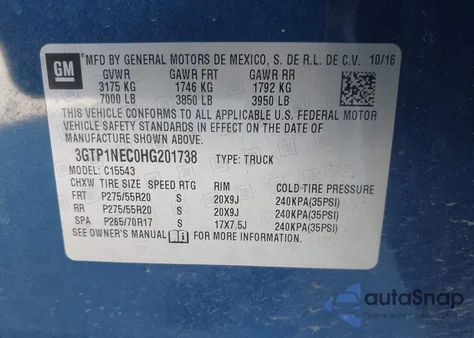 GM
MFD BY GENERAL MOTORS DE MEXICO, S. DE R.L. DE C.V. 10/16
GVWR GAWR FRT GAWR RR
3175 KG 1746 KG 1792 KG
7000 LB 3850 LB 3950 LB
THIS VEHICLE CONFORMS TO ALL APPLICABLE U.S. FEDERAL MOTOR
VEHICLE SAFETY STANDARDS IN EFFECT ON THE DATE OF
MANUFACTURE SHOWN ABOVE.
3GTP1NEC0HG201738 TYPE: TRUCK
MODEL: C15543
CHXW TIRE SIZE SPEED RTG RIM COLD TIRE PRESSURE
FRT P275/55R20 S 20X9J 240KPA(35PSI)
RR P275/55R20 S 20X9J 240KPA(35PSI)
SPA P265/70R17 S 17X7.5J 240KPA(35PSI)
SEE OWNER'S MANUAL FOR MORE INFORMATION.
autoSnap